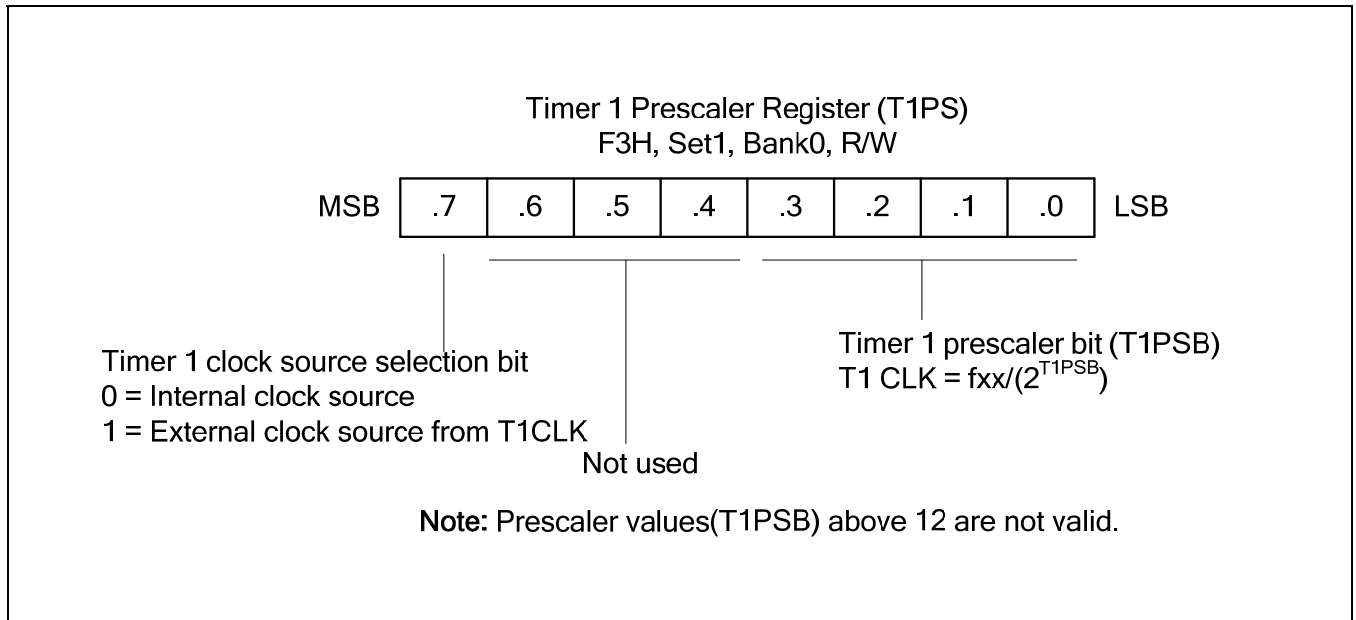 Timer 1 Prescaler Register (T1PS)
F3H, Set1, Bank0, R/W
MSB .7 .6 .5 .4 .3 .2 .1 .0 LSB
Timer 1 clock source selection bit
0 = Internal clock source
1 = External clock source from T1CLK
Not used
Timer 1 prescaler bit (T1PSB)
T1 CLK = fxx/(2^T1PSB)
Note: Prescaler values(T1PSB) above 12 are not valid.